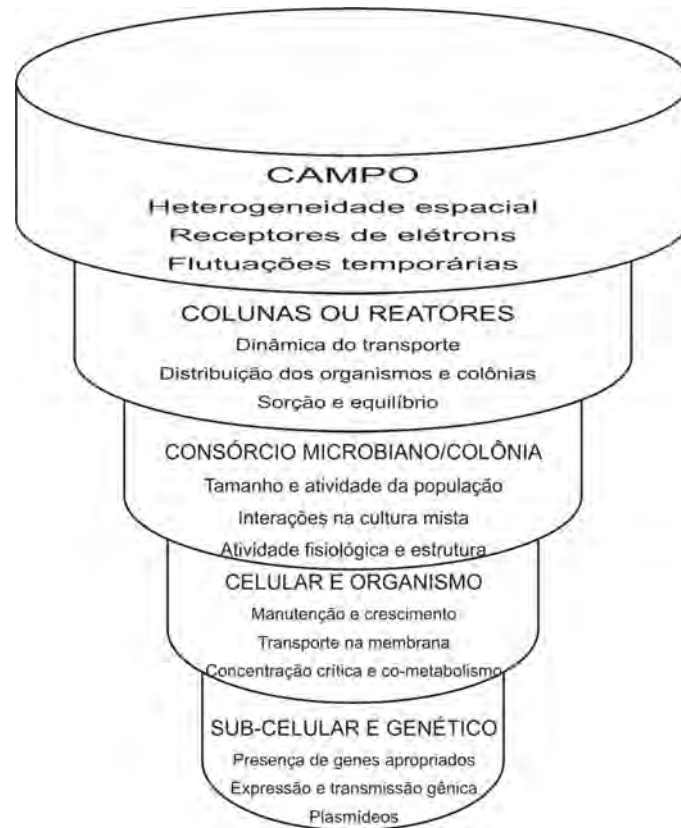 CAMPO
Heterogeneidade espacial
Receptores de elétrons
Flutuações temporárias
COLUNAS OU REATORES
Dinâmica do transporte
Distribuição dos organismos e colônias
Sorção e equilíbrio
CONSÓRCIO MICROBIANO/COLÔNIA
Tamanho e atividade da população
Interações na cultura mista
Atividade fisiológica e estrutura
CELULAR E ORGANISMO
Manutenção e crescimento
Transporte na membrana
Concentração crítica e co-metabolismo
SUB-CELULAR E GENÉTICO
Presença de genes apropriados
Expressão e transmissão gênica
Plasmídeos